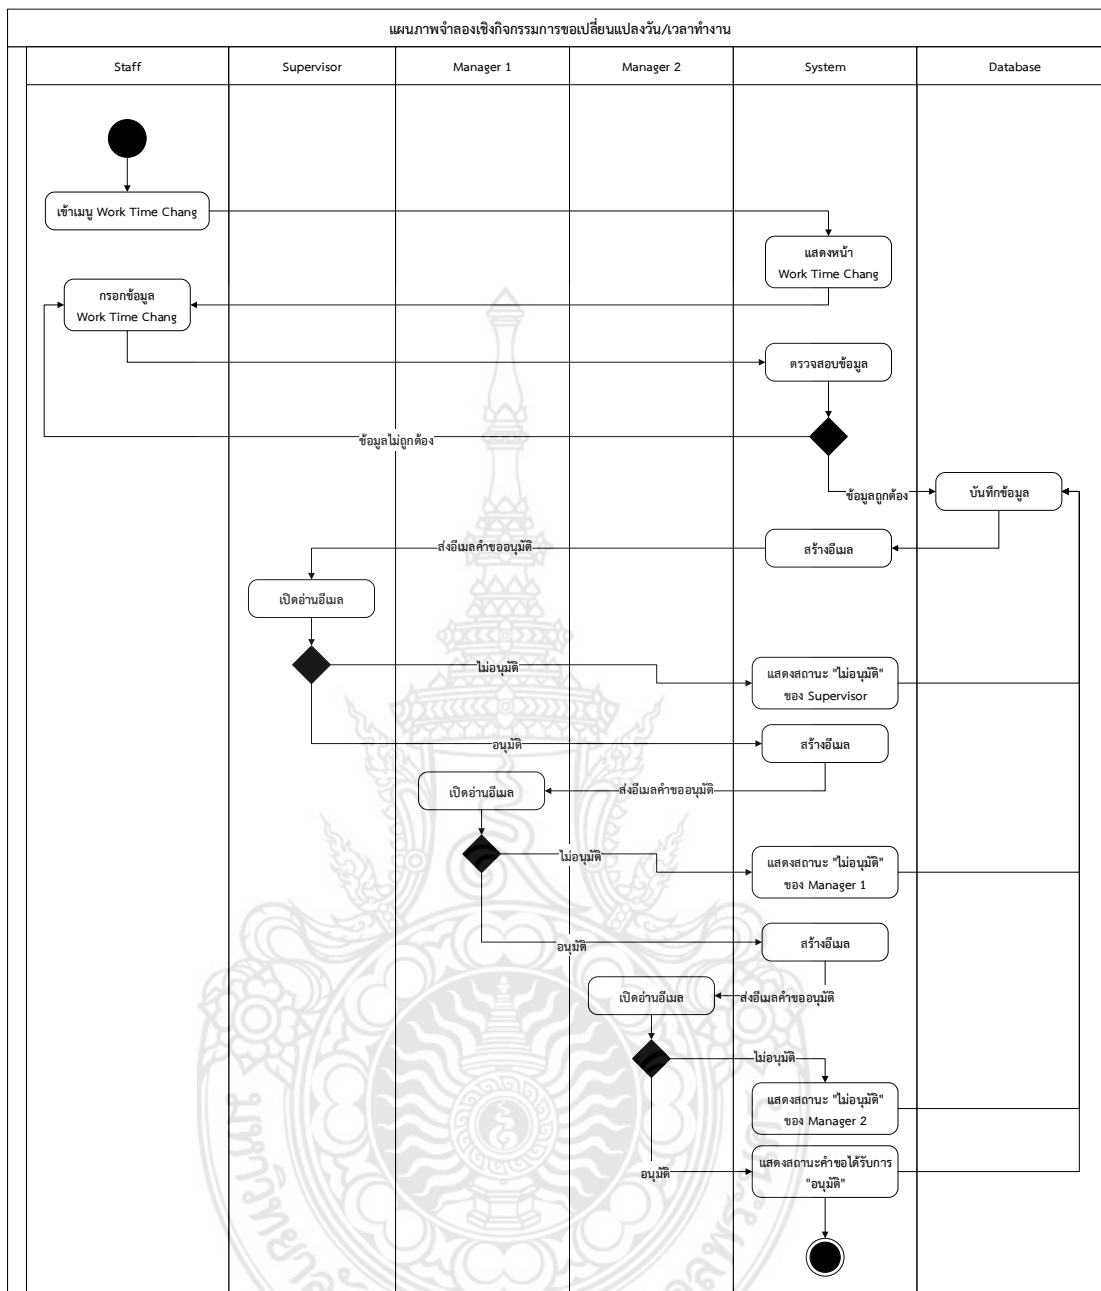 แผนภาพจำลองเชิงกิจกรรมการขอเปลี่ยนแปลงวัน/เวลาทำงาน
Staff
Supervisor
Manager 1
Manager 2
System
Database
เข้าเมนู Work Time Chang
แสดงหน้า
Work Time Chang
กรอกข้อมูล
Work Time Chang
ตรวจสอบข้อมูล
ข้อมูลไม่ถูกต้อง
ข้อมูลถูกต้อง
บันทึกข้อมูล
ส่งอีเมลคำขออนุมัติ
สร้างอีเมล
เปิดอ่านอีเมล
ไม่อนุมัติ
แสดงสถานะ "ไม่อนุมัติ"
ของ Supervisor
อนุมัติ
สร้างอีเมล
เปิดอ่านอีเมล
ส่งอีเมลคำขออนุมัติ
ไม่อนุมัติ
แสดงสถานะ "ไม่อนุมัติ"
ของ Manager 1
อนุมัติ
สร้างอีเมล
เปิดอ่านอีเมล
ส่งอีเมลคำขออนุมัติ
ไม่อนุมัติ
แสดงสถานะ "ไม่อนุมัติ"
ของ Manager 2
อนุมัติ
แสดงสถานะคำขอได้รับการ
"อนุมัติ"